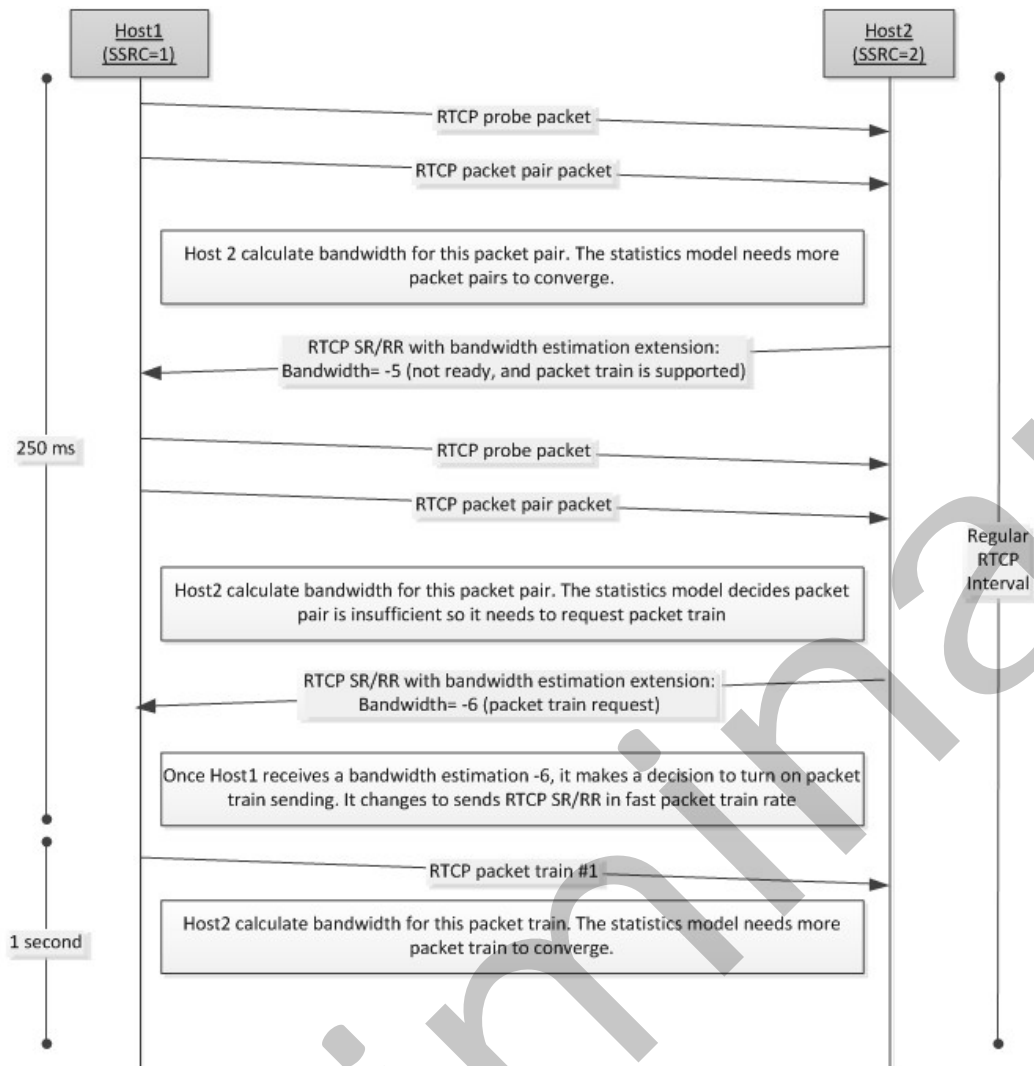 Host1
(SSRC=1)
Host2
(SSRC=2)
RTCP probe packet
RTCP packet pair packet
Host 2 calculate bandwidth for this packet pair. The statistics model needs more
packet pairs to converge.
RTCP SR/RR with bandwidth estimation extension:
Bandwidth= -5 (not ready, and packet train is supported)
250 ms
RTCP probe packet
RTCP packet pair packet
Regular
RTCP
Interval
Host2 calculate bandwidth for this packet pair. The statistics model decides packet
pair is insufficient so it needs to request packet train
RTCP SR/RR with bandwidth estimation extension:
Bandwidth= -6 (packet train request)
Once Host1 receives a bandwidth estimation -6, it makes a decision to turn on packet
train sending. It changes to sends RTCP SR/RR in fast packet train rate
RTCP packet train #1
Host2 calculate bandwidth for this packet train. The statistics model needs more
packet train to converge.
1 second